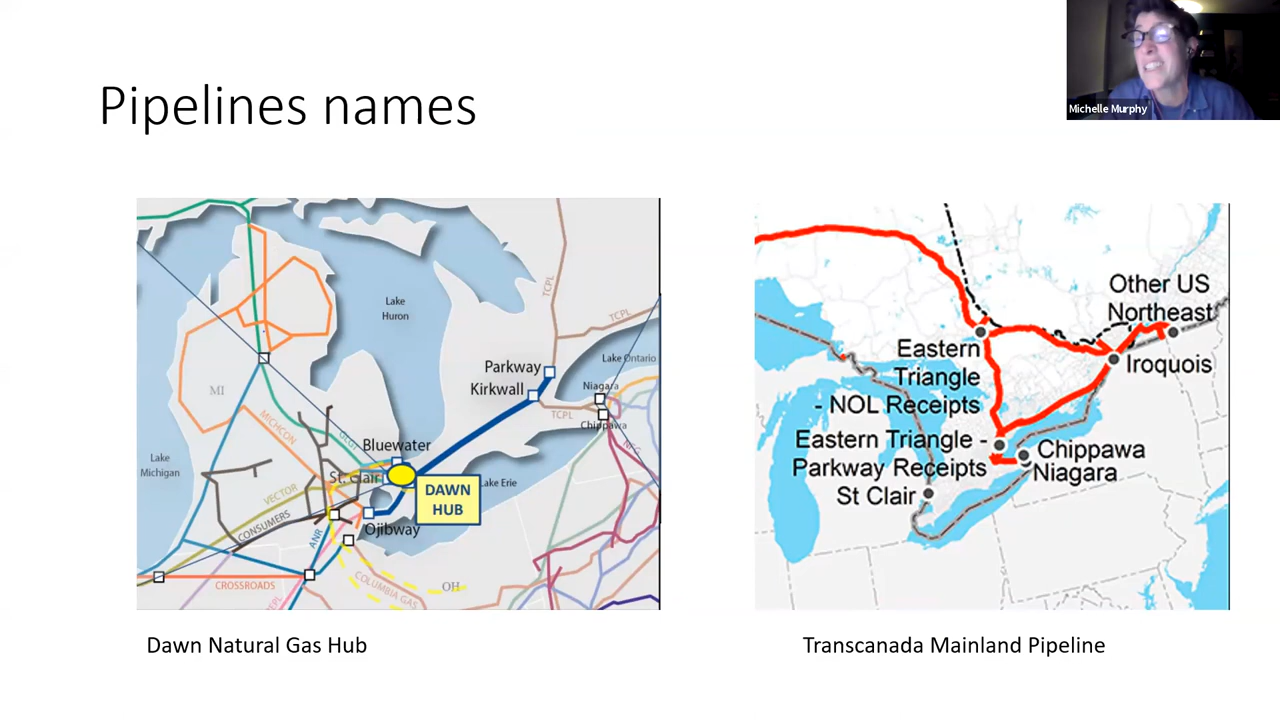 Michelle Murphy
Pipelines names
Lake
Huron
TCPL
TCPL
Lake Ontario
Parkway
Kirkwall
Niagara
TCPL
Chippawa
MI
MICHCON
GLGT
Bluewater
Lake
Michigan
St. Clair
DAWN
HUB
Lake Erie
VECTOR
CONSUMERS
Ojibway
ANR
CROSSROADS
COLUMBIA GAS
OH
Other US
Northeast
Iroquois
Eastern
Triangle
- NOL Receipts
Eastern Triangle -
Parkway Receipts
Chippawa
Niagara
St Clair
Dawn Natural Gas Hub
Transcanada Mainland Pipeline